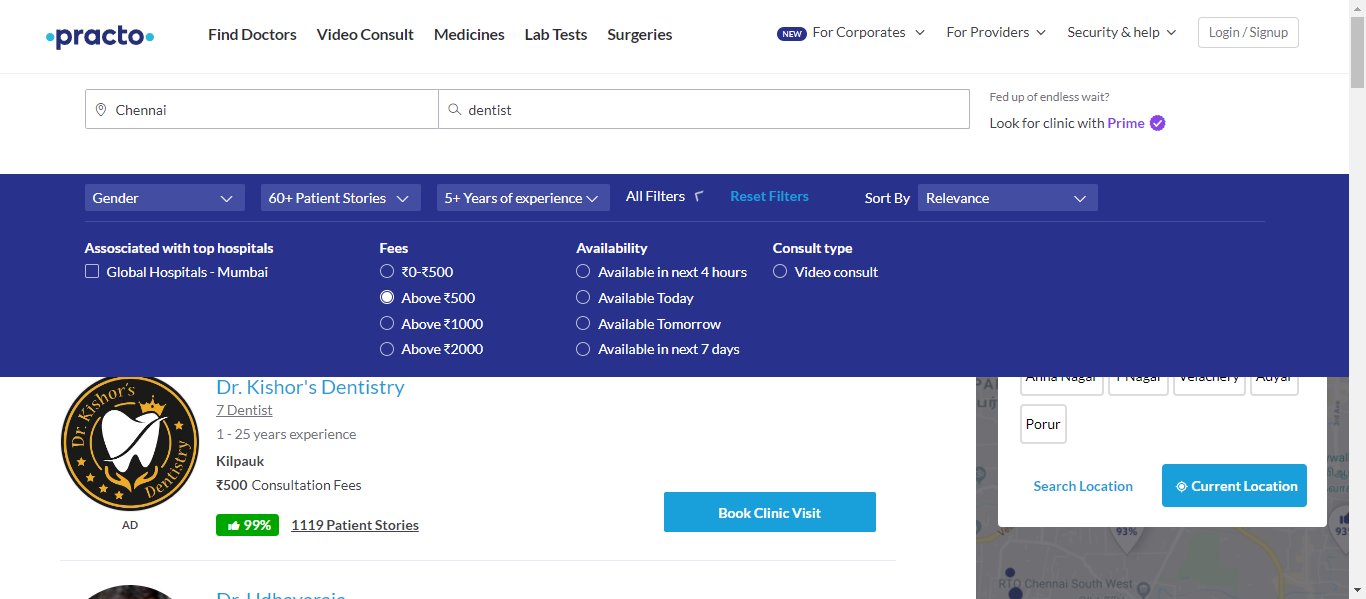 practo
Find Doctors Video Consult Medicines Lab Tests Surgeries
NEW For Corporates For Providers Security & help Login / Signup
Chennai
dentist
Fed up of endless wait?
Look for clinic with Prime
Gender 60+ Patient Stories 5+ Years of experience All Filters Reset Filters Sort By Relevance
Assosciated with top hospitals
Global Hospitals - Mumbai
Fees
₹0-₹500
Above ₹500
Above ₹1000
Above ₹2000
Availability
Available in next 4 hours
Available Today
Available Tomorrow
Available in next 7 days
Consult type
Video consult
Dr. Kishor's
Dentistry
AD
Dr. Kishor's Dentistry
7 Dentist
1 - 25 years experience
Kilpauk
₹500 Consultation Fees
99% 1119 Patient Stories
Book Clinic Visit
Anna Nagar T Nagar Velachery Adyar
Porur
Search Location Current Location
93%
RTO Chennai South West
Dr. Udhayaraja